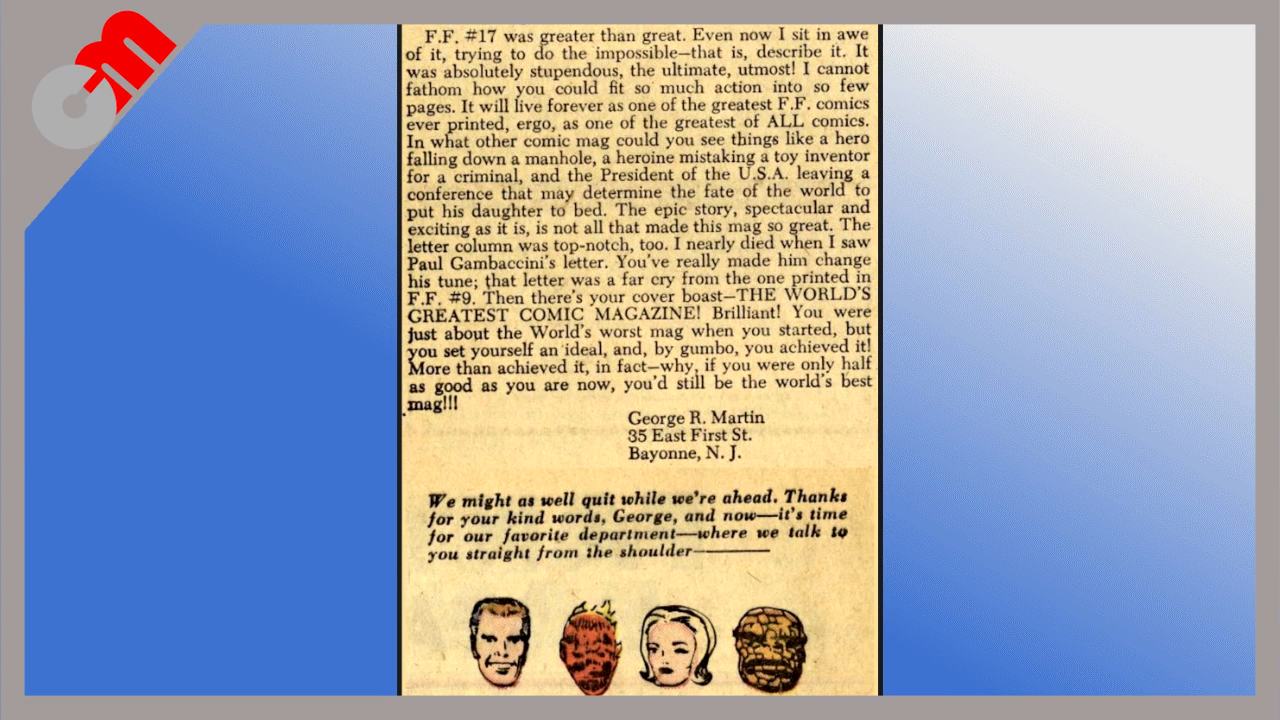 F.F. #17 was greater than great. Even now I sit in awe
of it, trying to do the impossible—that is, describe it. It
was absolutely stupendous, the ultimate, utmost! I cannot
fathom how you could fit so much action into so few
pages. It will live forever as one of the greatest F.F. comics
ever printed, ergo, as one of the greatest of ALL comics.
In what other comic mag could you see things like a hero
falling down a manhole, a heroine mistaking a toy inventor
for a criminal, and the President of the U.S.A. leaving a
conference that may determine the fate of the world to
put his daughter to bed. The epic story, spectacular and
exciting as it is, is not all that made this mag so great. The
letter column was top-notch, too. I nearly died when I saw
Paul Gambaccini's letter. You've really made him change
his tune; that letter was a far cry from the one printed in
F.F. #9. Then there's your cover boast—THE WORLD'S
GREATEST COMIC MAGAZINE! Brilliant! You were
just about the World's worst mag when you started, but
you set yourself an ideal, and, by gumbo, you achieved it!
More than achieved it, in fact—why, if you were only half
as good as you are now, you'd still be the world's best
mag!!!
George R. Martin
35 East First St.
Bayonne, N. J.
We might as well quit while we're ahead. Thanks
for your kind words, George, and now—it's time
for our favorite department—where we talk to
you straight from the shoulder———